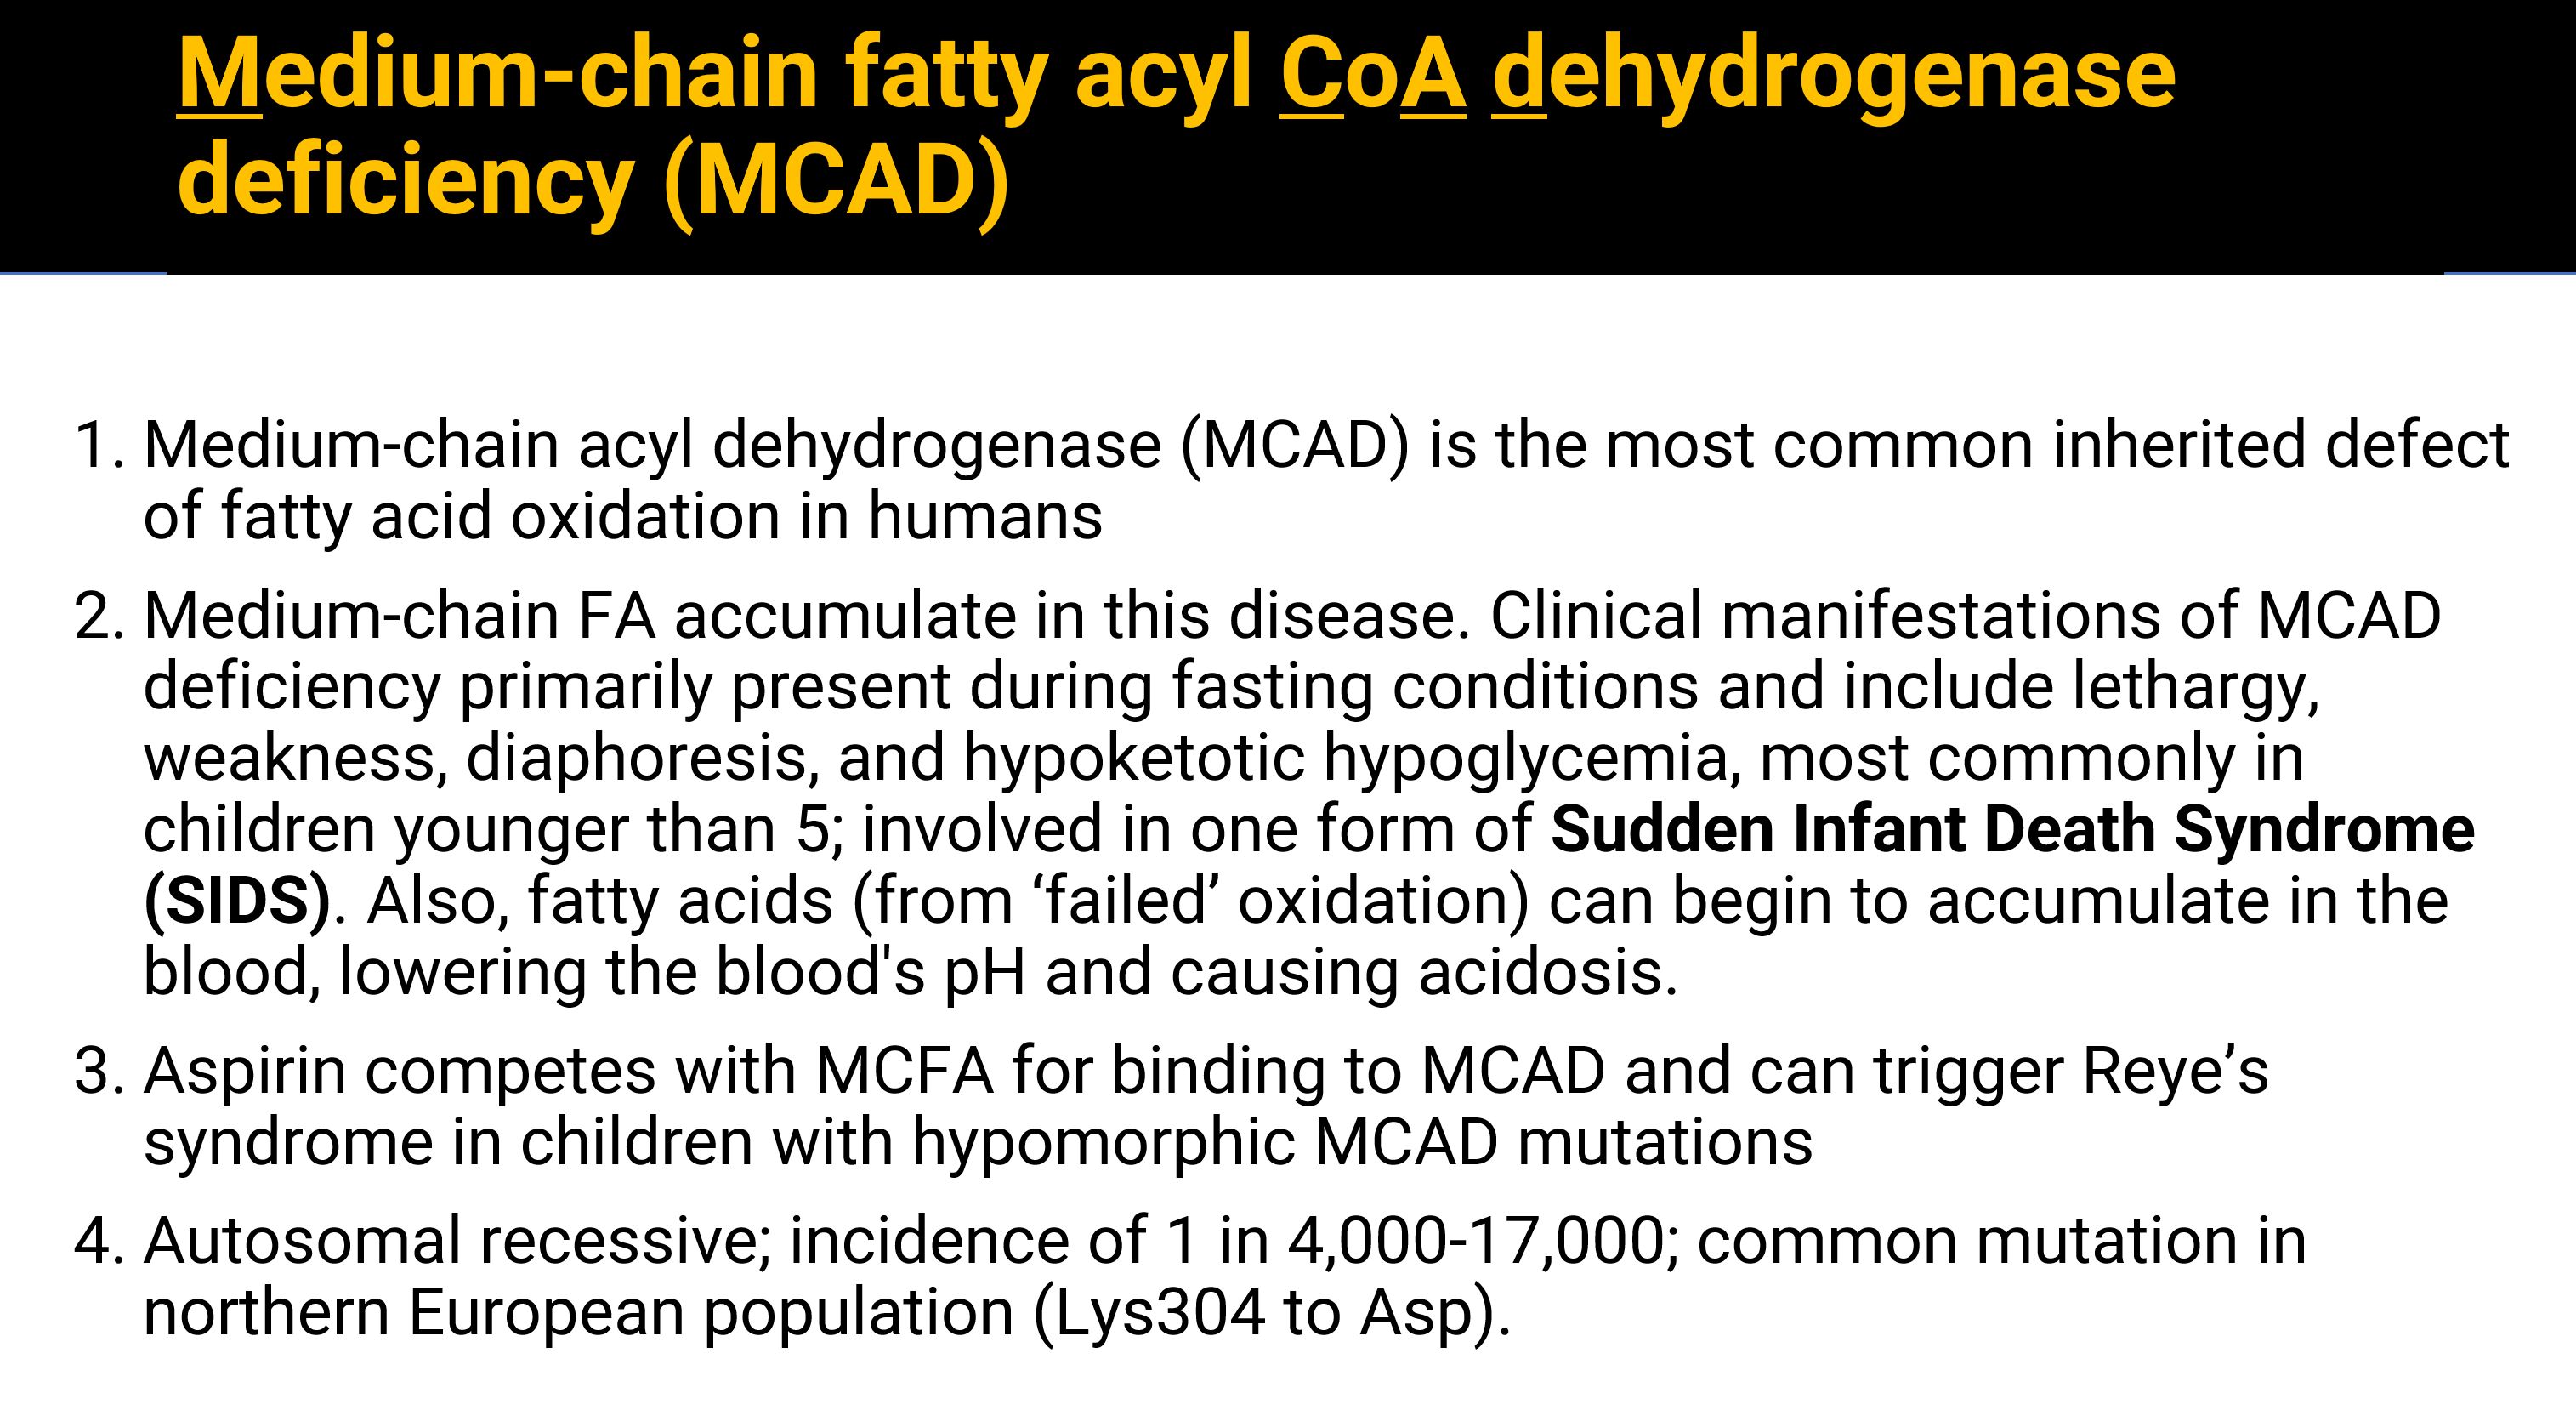 Medium-chain fatty acyl CoA dehydrogenase
deficiency (MCAD)
1. Medium-chain acyl dehydrogenase (MCAD) is the most common inherited defect
of fatty acid oxidation in humans
2. Medium-chain FA accumulate in this disease. Clinical manifestations of MCAD
deficiency primarily present during fasting conditions and include lethargy,
weakness, diaphoresis, and hypoketotic hypoglycemia, most commonly in
children younger than 5; involved in one form of Sudden Infant Death Syndrome
(SIDS). Also, fatty acids (from ‘failed’ oxidation) can begin to accumulate in the
blood, lowering the blood's pH and causing acidosis.
3. Aspirin competes with MCFA for binding to MCAD and can trigger Reye’s
syndrome in children with hypomorphic MCAD mutations
4. Autosomal recessive; incidence of 1 in 4,000-17,000; common mutation in
northern European population (Lys304 to Asp).